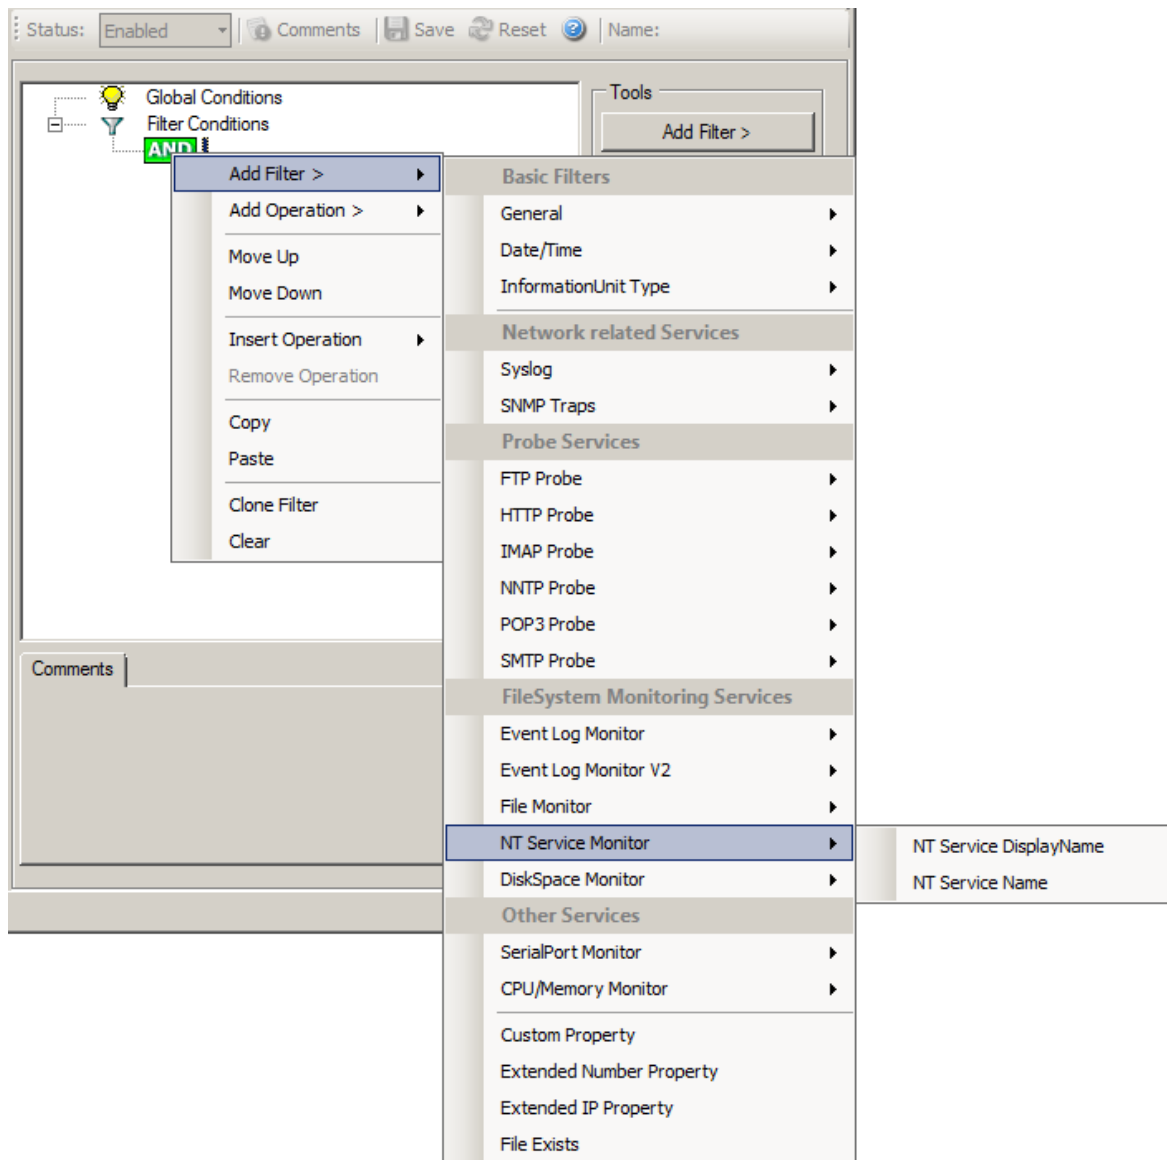 Status: Enabled Comments Save Reset Name:
Global Conditions
Filter Conditions
AND
Tools
Add Filter >
Add Filter >
Add Operation >
Move Up
Move Down
Insert Operation
Remove Operation
Copy
Paste
Clone Filter
Clear
Comments
Basic Filters
General
Date/Time
InformationUnit Type
Network related Services
Syslog
SNMP Traps
Probe Services
FTP Probe
HTTP Probe
IMAP Probe
NNTP Probe
POP3 Probe
SMTP Probe
FileSystem Monitoring Services
Event Log Monitor
Event Log Monitor V2
File Monitor
NT Service Monitor
DiskSpace Monitor
Other Services
SerialPort Monitor
CPU/Memory Monitor
Custom Property
Extended Number Property
Extended IP Property
File Exists
NT Service DisplayName
NT Service Name